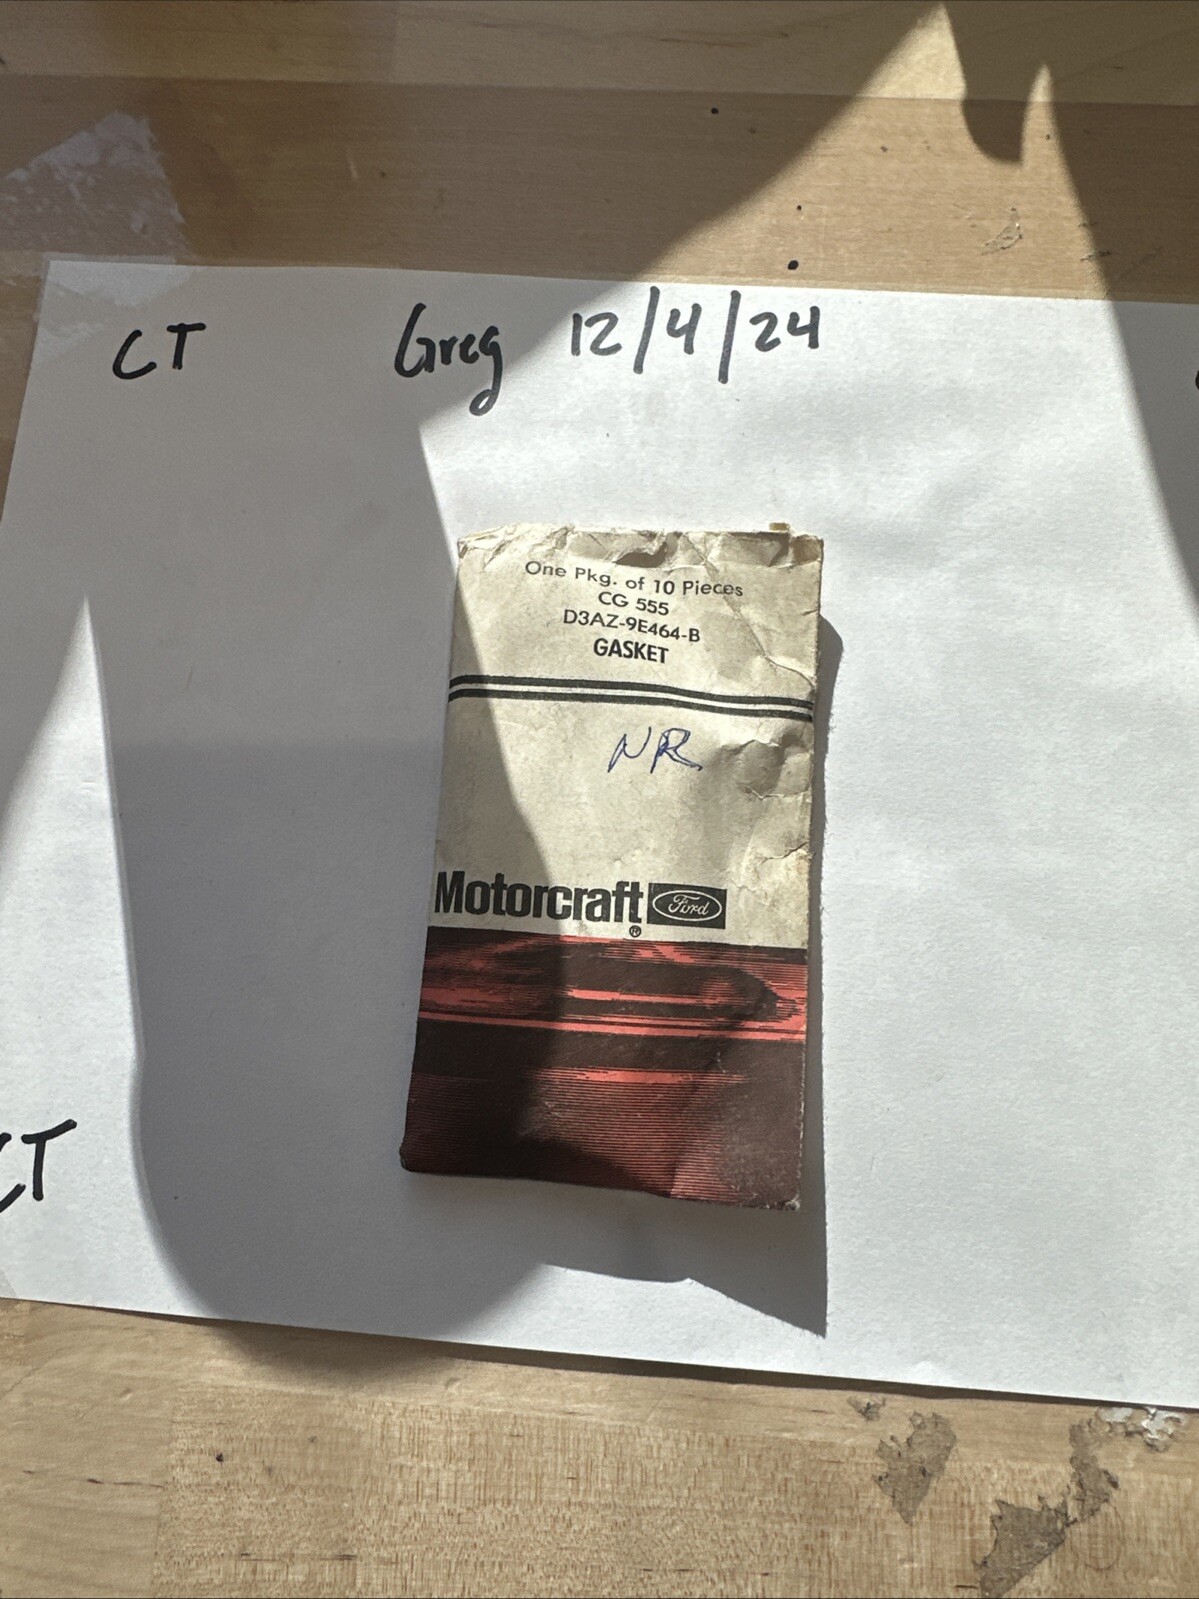 CT Greg 12/4/24
One Pkg. of 10 Pieces
CG 555
D3AZ-9E464-B
GASKET
NR
Motorcraft® Ford
CT